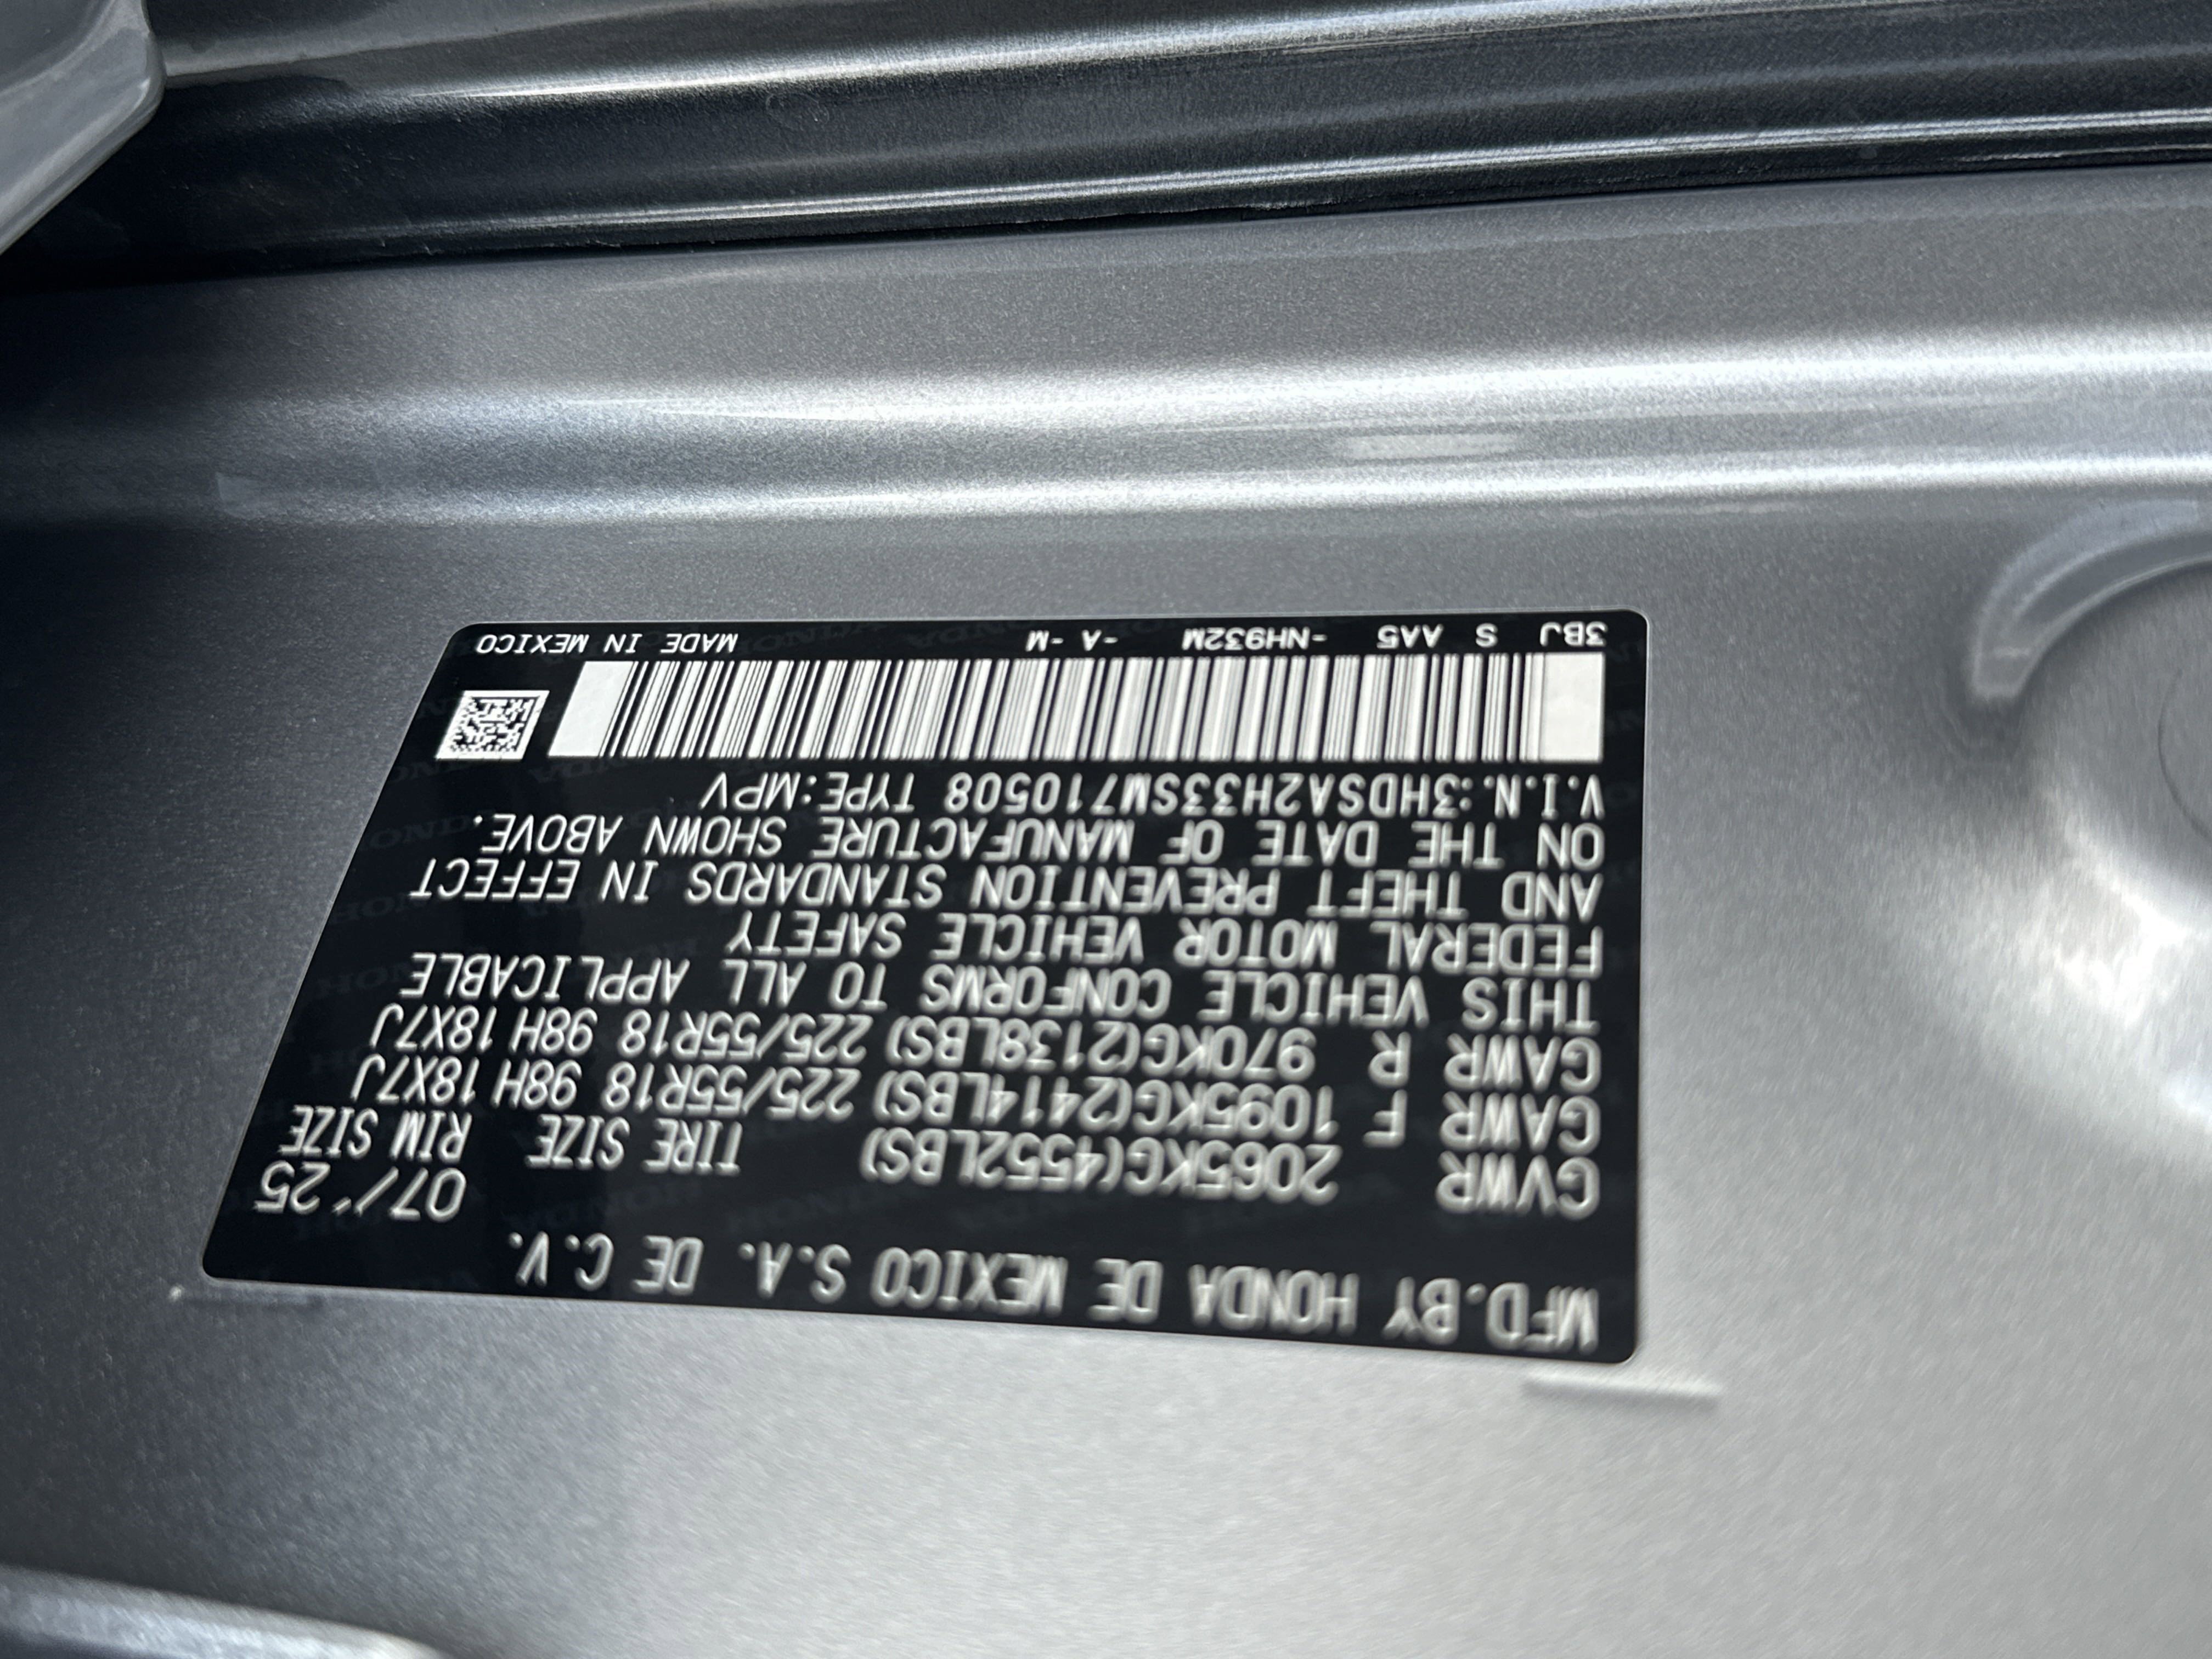 MFD.BY HONDA DE MEXICO S.A. DE C.V.
07/'25
GVWR 2065KG(4552LBS) TIRE SIZE RIM SIZE
GAWR F 1095KG(2414LBS) 225/55R18 98H 18X7J
GAWR R 970KG(2138LBS) 225/55R18 98H 18X7J
THIS VEHICLE CONFORMS TO ALL APPLICABLE
FEDERAL MOTOR VEHICLE SAFETY
AND THEFT PREVENTION STANDARDS IN EFFECT
ON THE DATE OF MANUFACTURE SHOWN ABOVE.
V.I.N.:3HDSA2H33SM710508 TYPE:MPV
3BJ S AA5 -NH932M -A -M MADE IN MEXICO